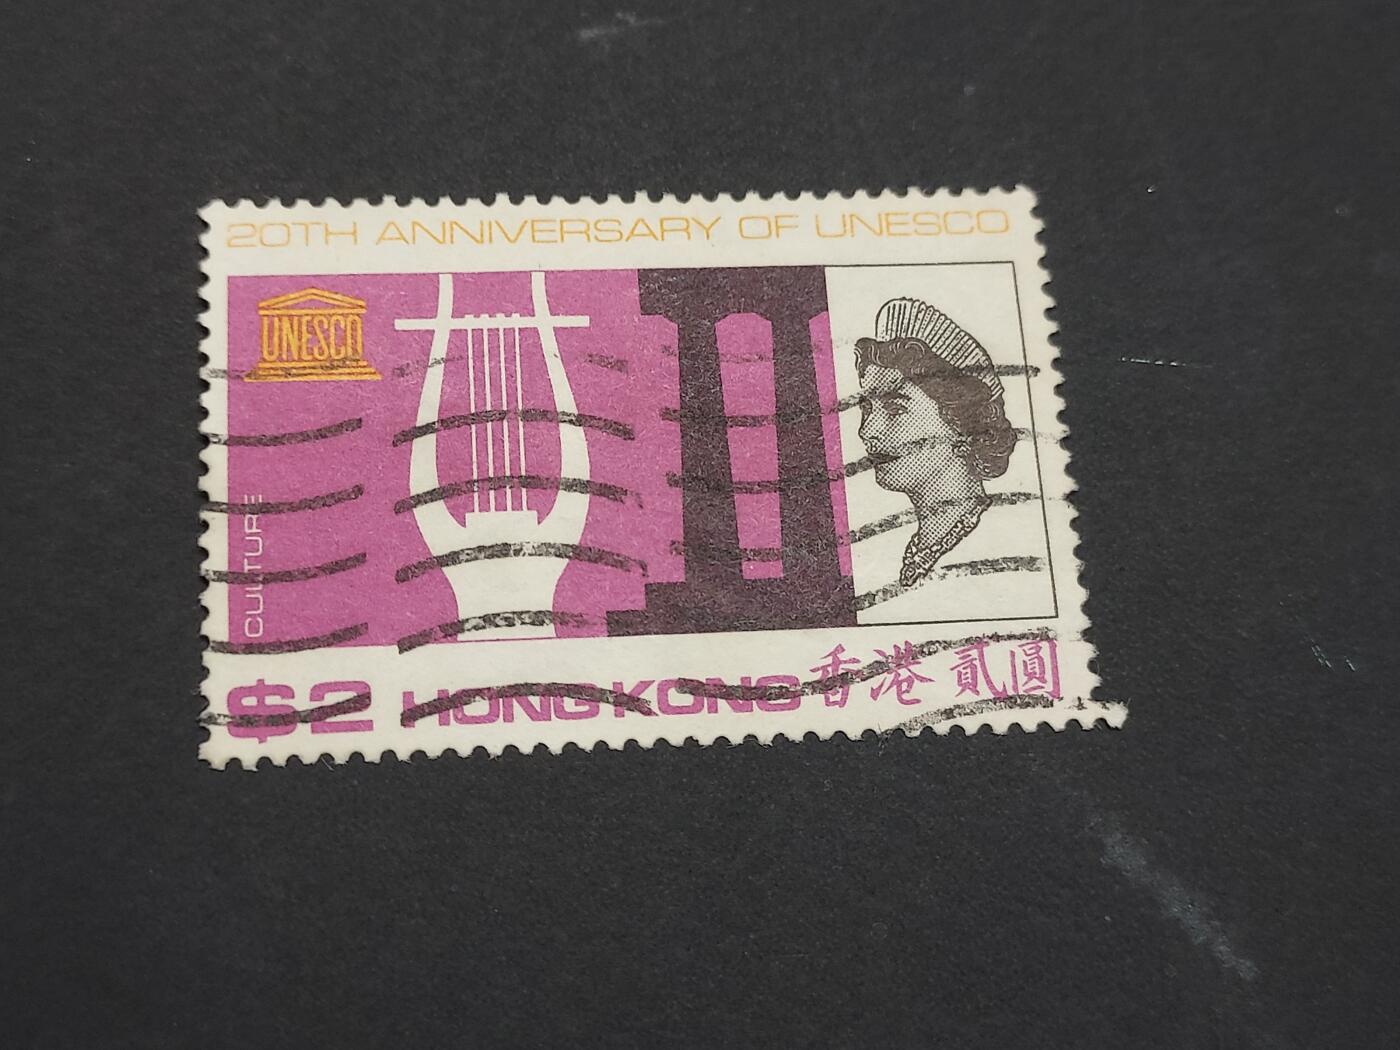 20TH ANNIVERSARY OF UNESCO
UNESCO
CULTURE
$2 HONG KONG 香港 貳圓